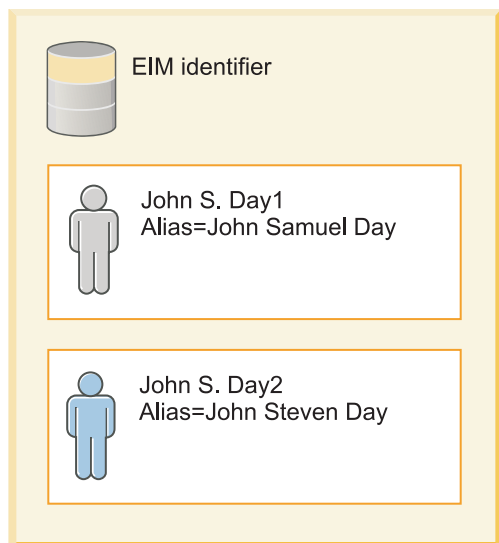 EIM identifier
John S. Day1
Alias=John Samuel Day
John S. Day2
Alias=John Steven Day